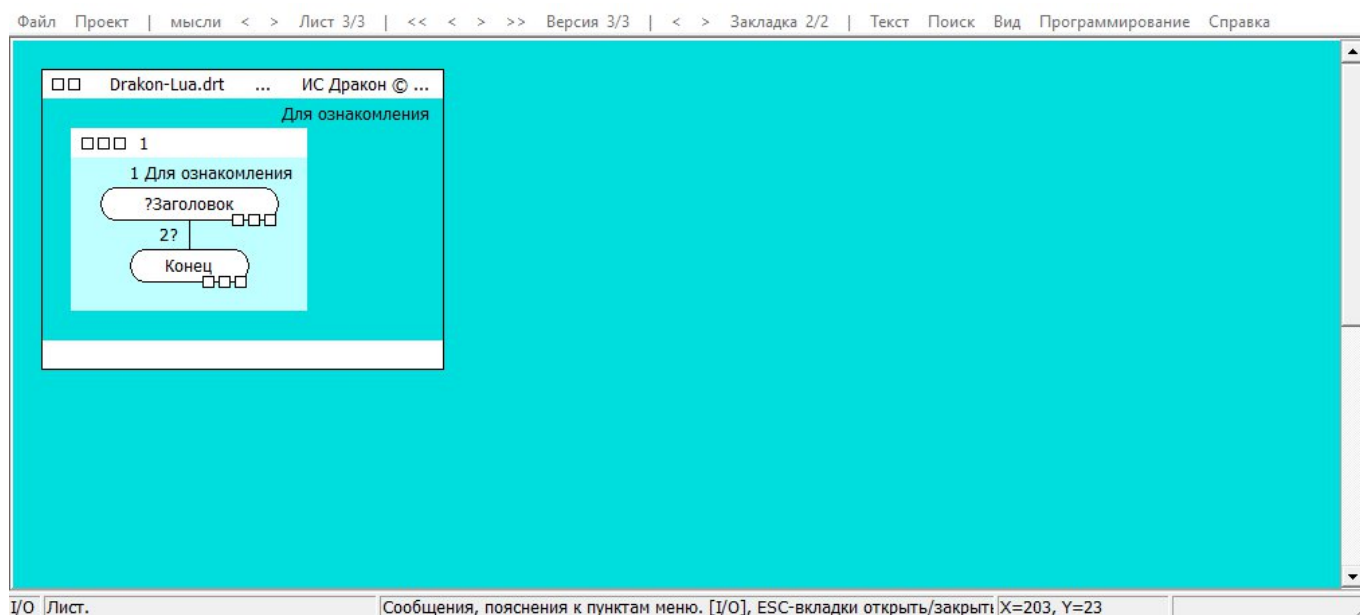 Файл Проект | мысли < > Лист 3/3 | << < > >> Версия 3/3 | < > Закладка 2/2 | Текст Поиск Вид Программирование Справка
Drakon-Lua.drt ... ИС Дракон © ...
Для ознакомления
1
1 Для ознакомления
?Заголовок
2?
Конец
I/O Лист. Сообщения, пояснения к пунктам меню. [I/O], ESC-вкладки открыть/закрыть X=203, Y=23